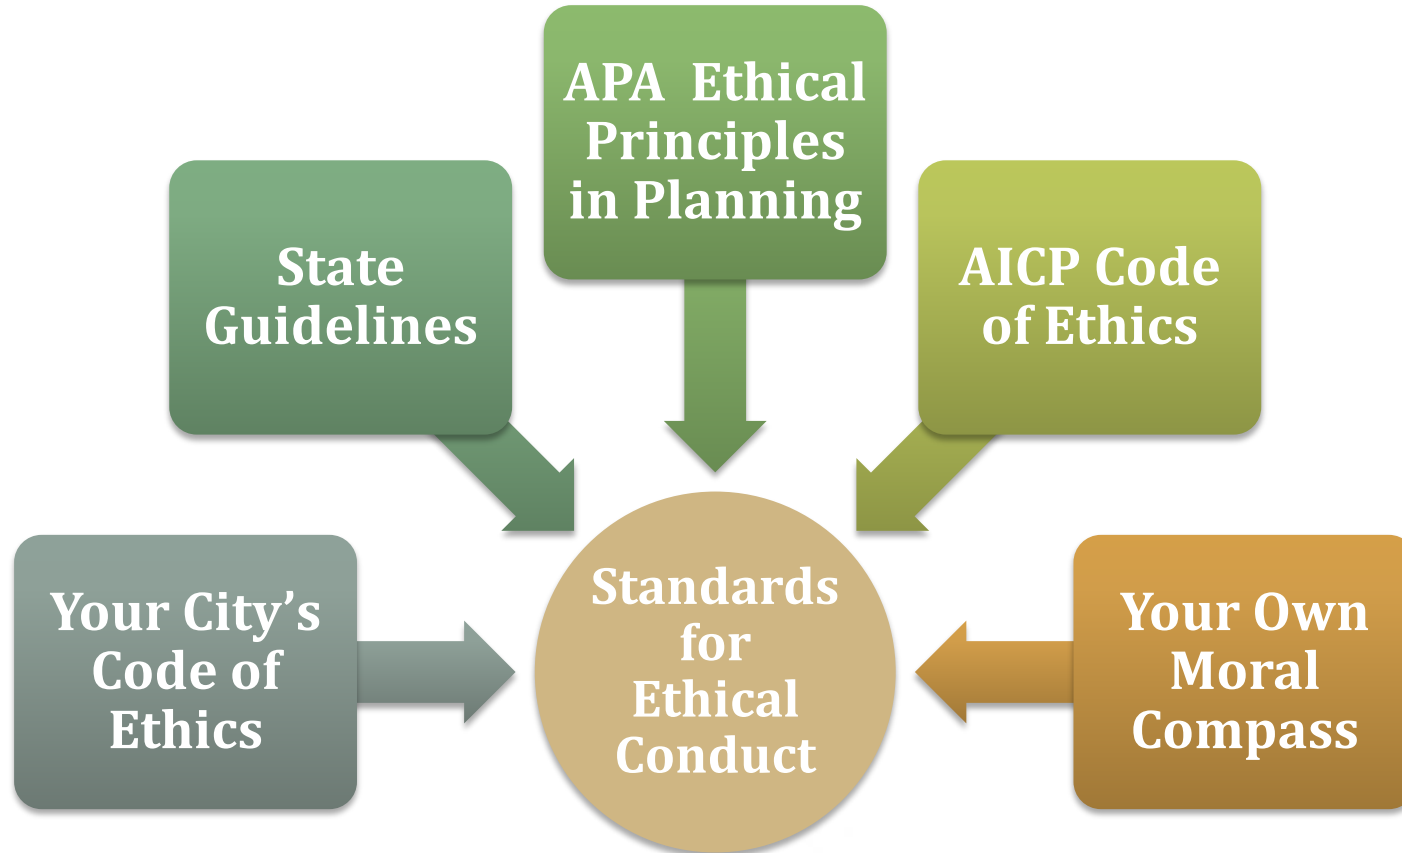 APA  Ethical
Principles
in Planning
State
Guidelines
AICP Code
of Ethics
Your City’s
Code of
Ethics
Standards
for
Ethical
Conduct
Your Own
Moral
Compass